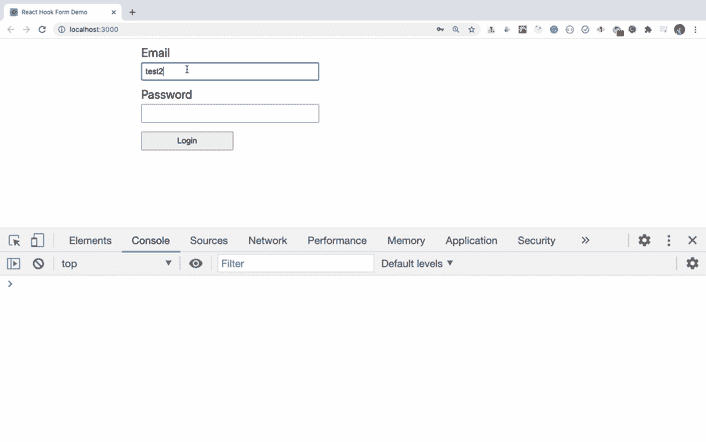 React Hook Form Demo
localhost:3000
Email
test2
Password
Login
Elements Console Sources Network Performance Memory Application Security
top Filter Default levels